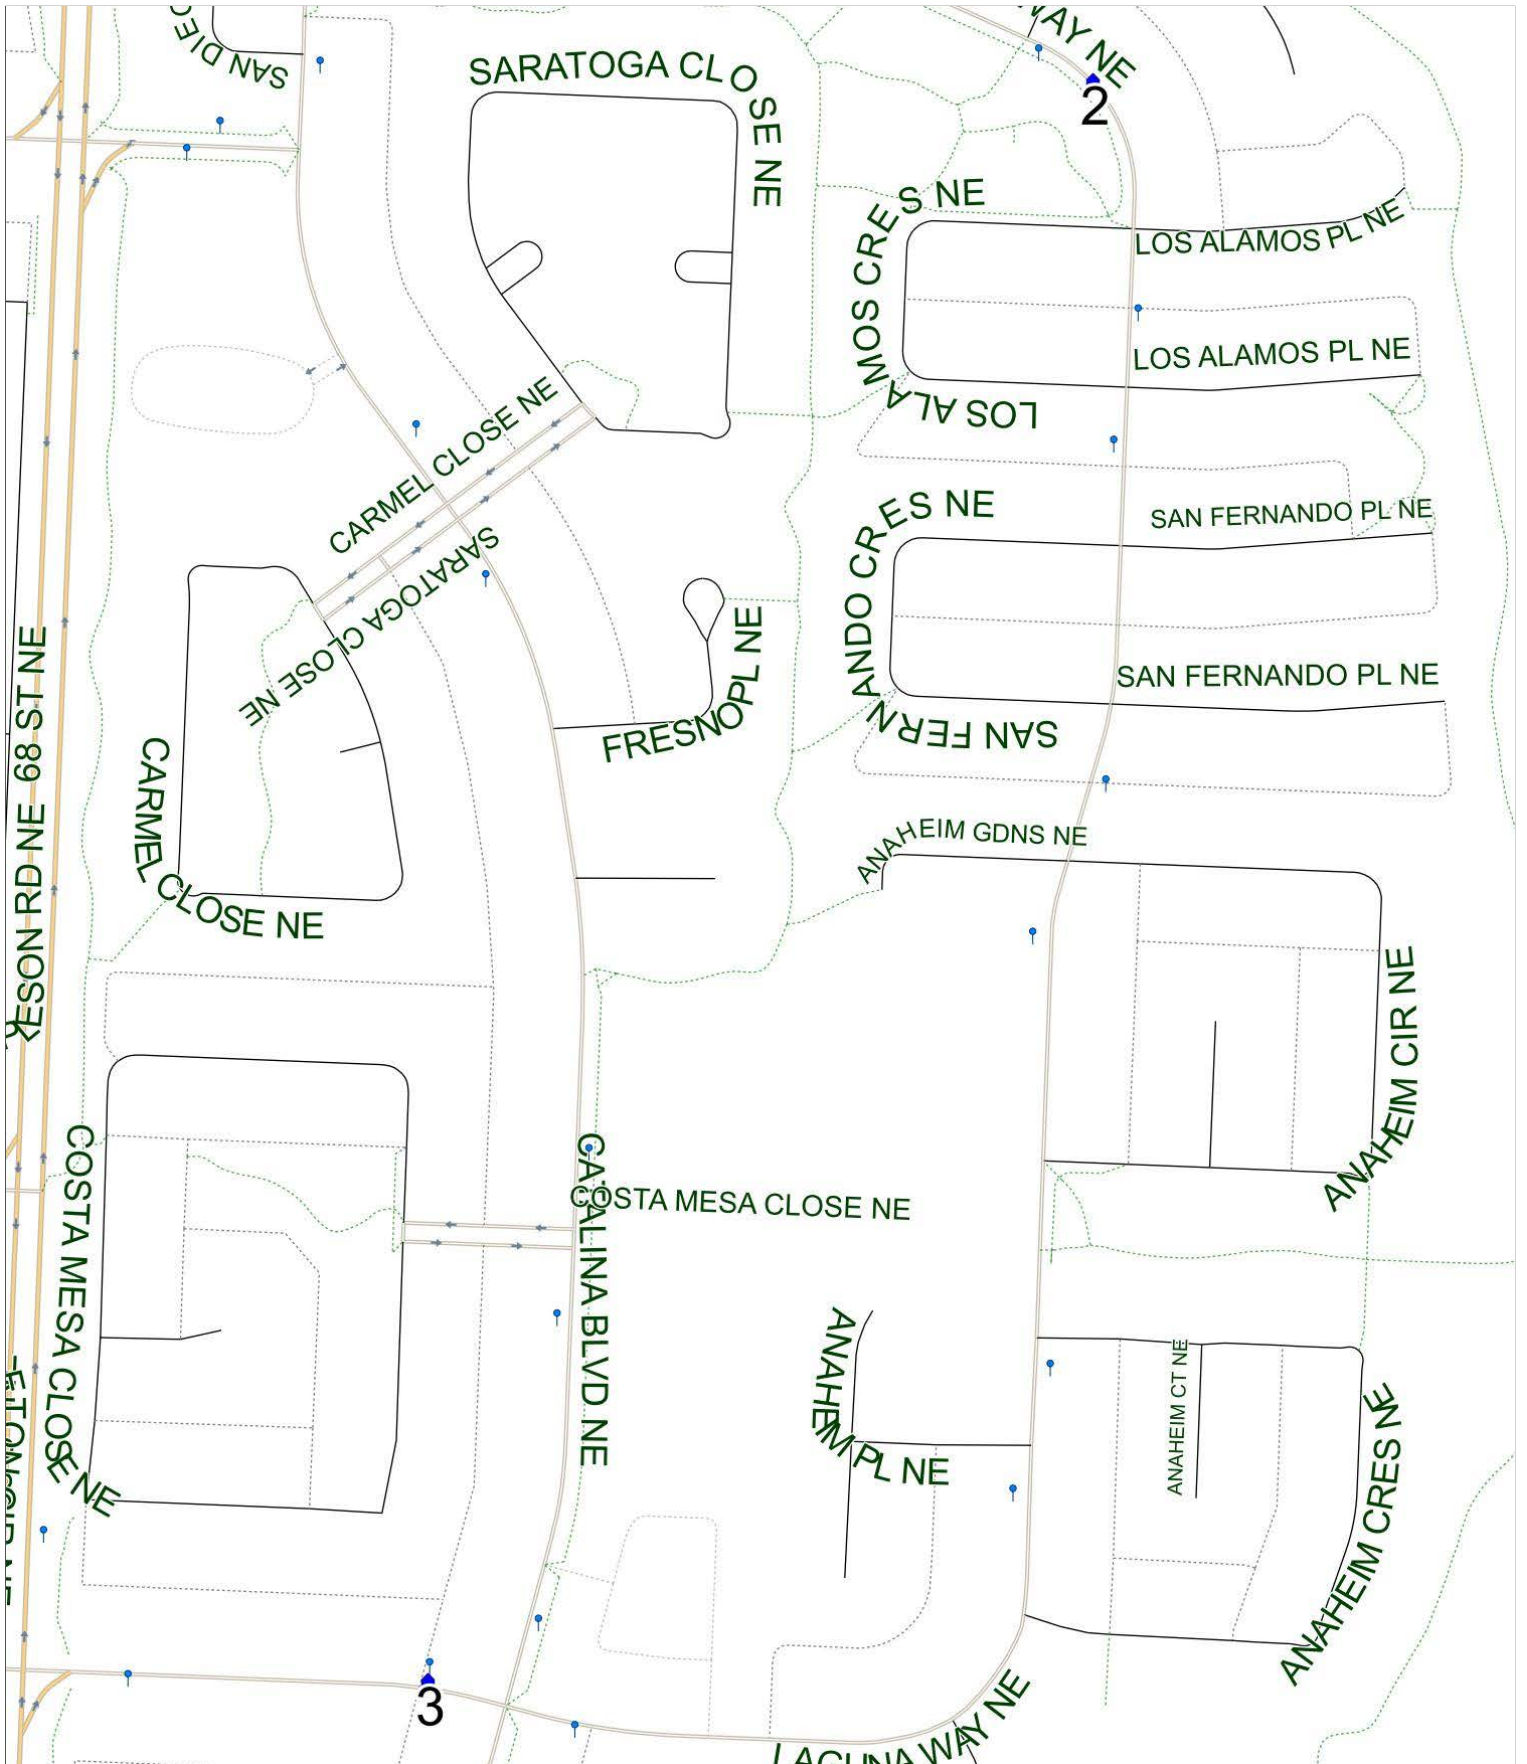 SAN DIEG
WAY NE
SARATOGA CLOSE NE
2
LOS ALAMOS CRES NE
LOS ALAMOS PL NE
LOS ALAMOS PL NE
CARMEL CLOSE NE
SARATOGA CLOSE NE
SAN FERNANDO CRES NE
SAN FERNANDO PL NE
SAN FERNANDO PL NE
FRESNO PL NE
68 ST NE
ESSON RD NE
CARMEL CLOSE NE
ANAHEIM GDNS NE
ANAHEIM CIR NE
COSTA MESA CLOSE NE
CATALINA BLVD NE
COSTA MESA CLOSE NE
ANAHEIM PL NE
ANAHEIM CT NE
ANAHEIM CRES NE
3
LAGUNA WAY NE